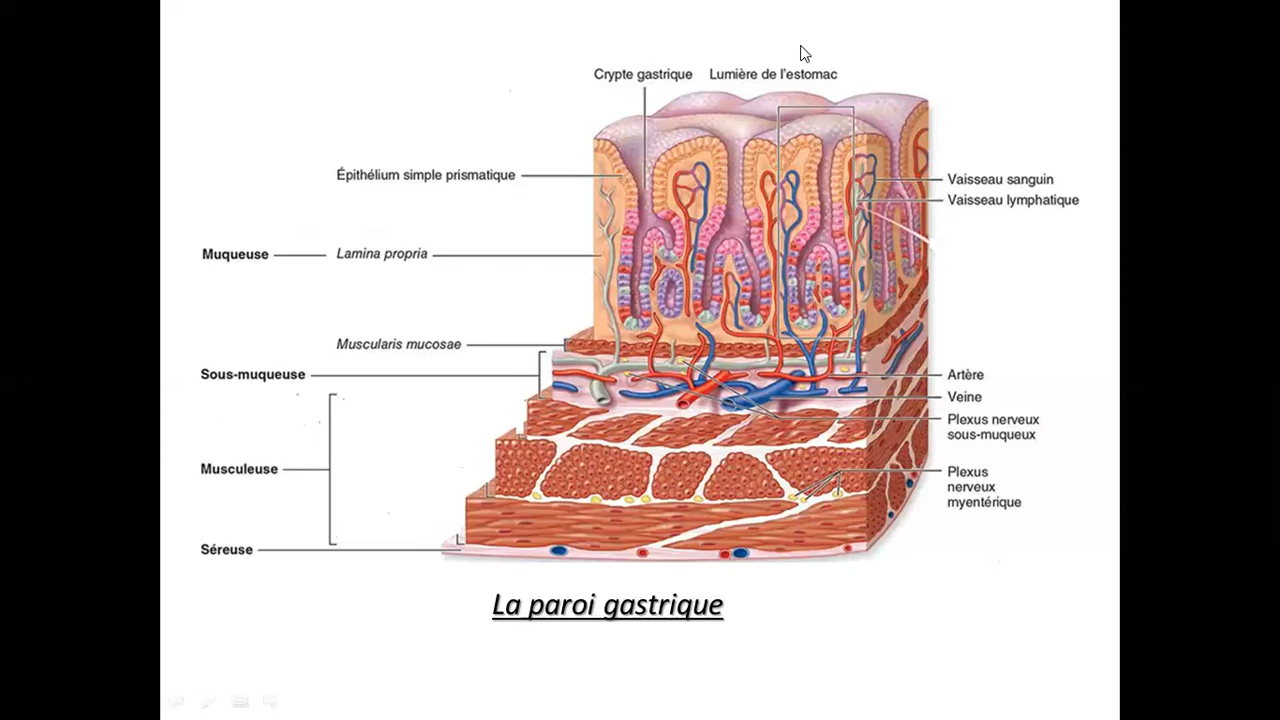 Crypte gastrique
Lumière de l'estomac
Épithélium simple prismatique
Vaisseau sanguin
Vaisseau lymphatique
Muqueuse
Lamina propria
Muscularis mucosae
Sous-muqueuse
Artère
Veine
Plexus nerveux
sous-muqueux
Musculeuse
Plexus
nerveux
myentérique
Séreuse
La paroi gastrique